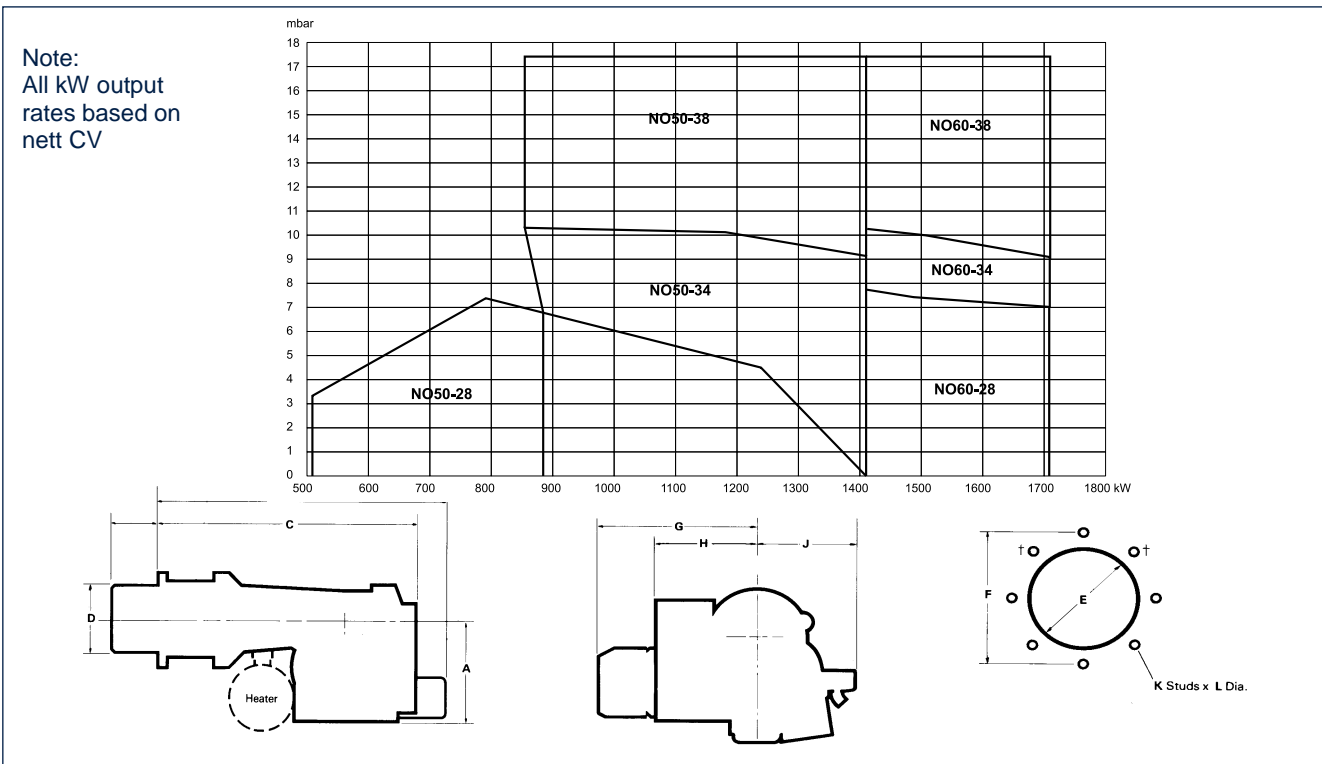 Note:
All kW output
rates based on
nett CV
mbar
18
17
16
15
14
13
12
11
10
9
8
7
6
5
4
3
2
1
0
500 600 700 800 900 1000 1100 1200 1300 1400 1500 1600 1700 1800 kW
NO50-38
NO60-38
NO50-34
NO60-34
NO50-28
NO60-28
C
D
A
Heater
G
H
J
F
E
† †
K Studs x L Dia.